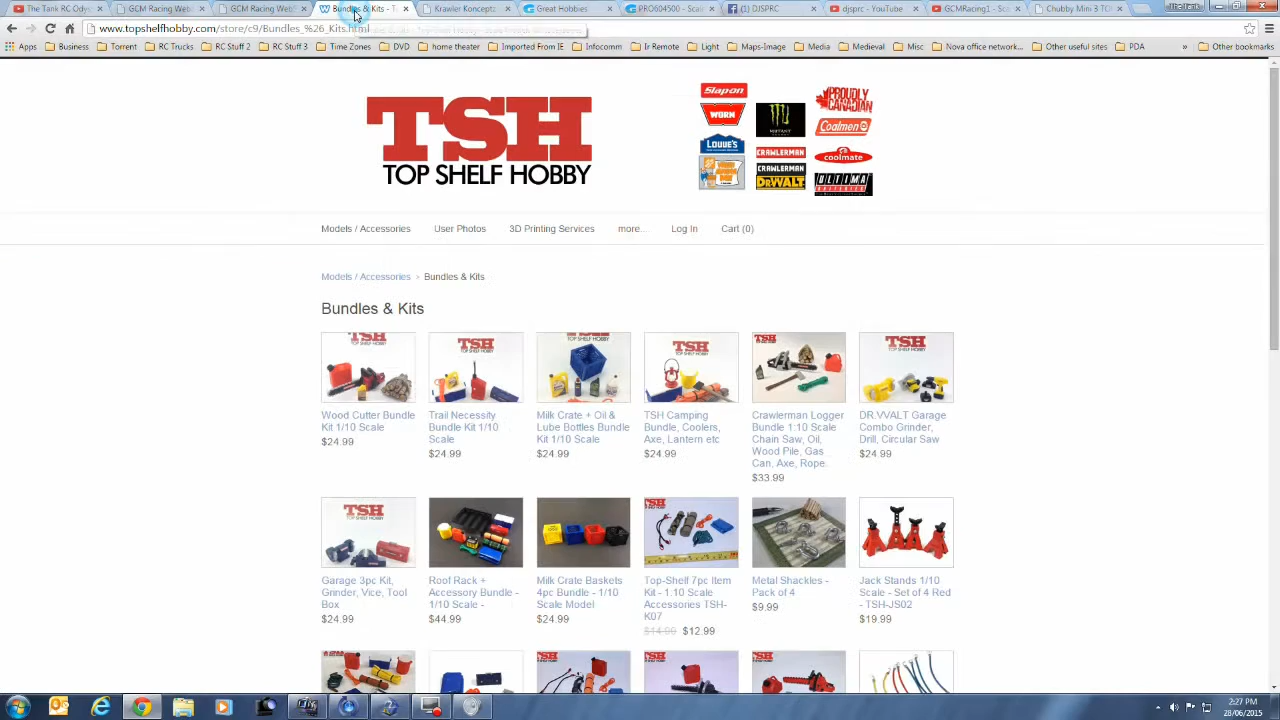 The Tank RC Odys
GCM Racing Web
GCM Racing Web
Bundles & Kits - T
Krawler Koncept
Great Hobbies
PRO604500 - Scal
(1) DJSPRC
djsprc - YouTube
GCMRacing1 - Sc
Chubby Mini 3 TO
www.topshelfhobby.com/store/c9/Bundles_%26_Kits.html
Apps Business Torrent RC Trucks RC Stuff RC Stuff 3 Time Zones DVD home theater Imported From IE Infocomm Ir Remote Light Maps-Image Media Medieval Misc Nova office network... Other useful sites PDA » Other bookmarks
TSH
TOP SHELF HOBBY
Slap-on
WORN
LOUUE'S
PROUDLY CANADIAN
Coalmen
CRAWLERMAN
coolmate
CRAWLERMAN
DRWALT
ULTIMA
Models / Accessories User Photos 3D Printing Services more.... Log In Cart (0)
Models / Accessories > Bundles & Kits
Bundles & Kits
Wood Cutter Bundle
Kit 1/10 Scale
$24.99
Trail Necessity
Bundle Kit 1/10
Scale
$24.99
Milk Crate + Oil &
Lube Bottles Bundle
Kit 1/10 Scale
$24.99
TSH Camping
Bundle, Coolers,
Axe, Lantern etc
$24.99
Crawlerman Logger
Bundle 1:10 Scale
Chain Saw, Oil,
Wood Pile, Gas
Can, Axe, Rope.
$33.99
DR.VVALT Garage
Combo Grinder,
Drill, Circular Saw
$24.99
Garage 3pc Kit,
Grinder, Vice, Tool
Box
$24.99
Roof Rack +
Accessory Bundle -
1/10 Scale -
$44.99
Milk Crate Baskets
4pc Bundle - 1/10
Scale Model
$24.99
Top-Shelf 7pc Item
Kit - 1:10 Scale
Accessories TSH-
K07
$14.99 $12.99
Metal Shackles -
Pack of 4
$9.99
Jack Stands 1/10
Scale - Set of 4 Red
- TSH-JS02
$19.99
2:27 PM
28/06/2015